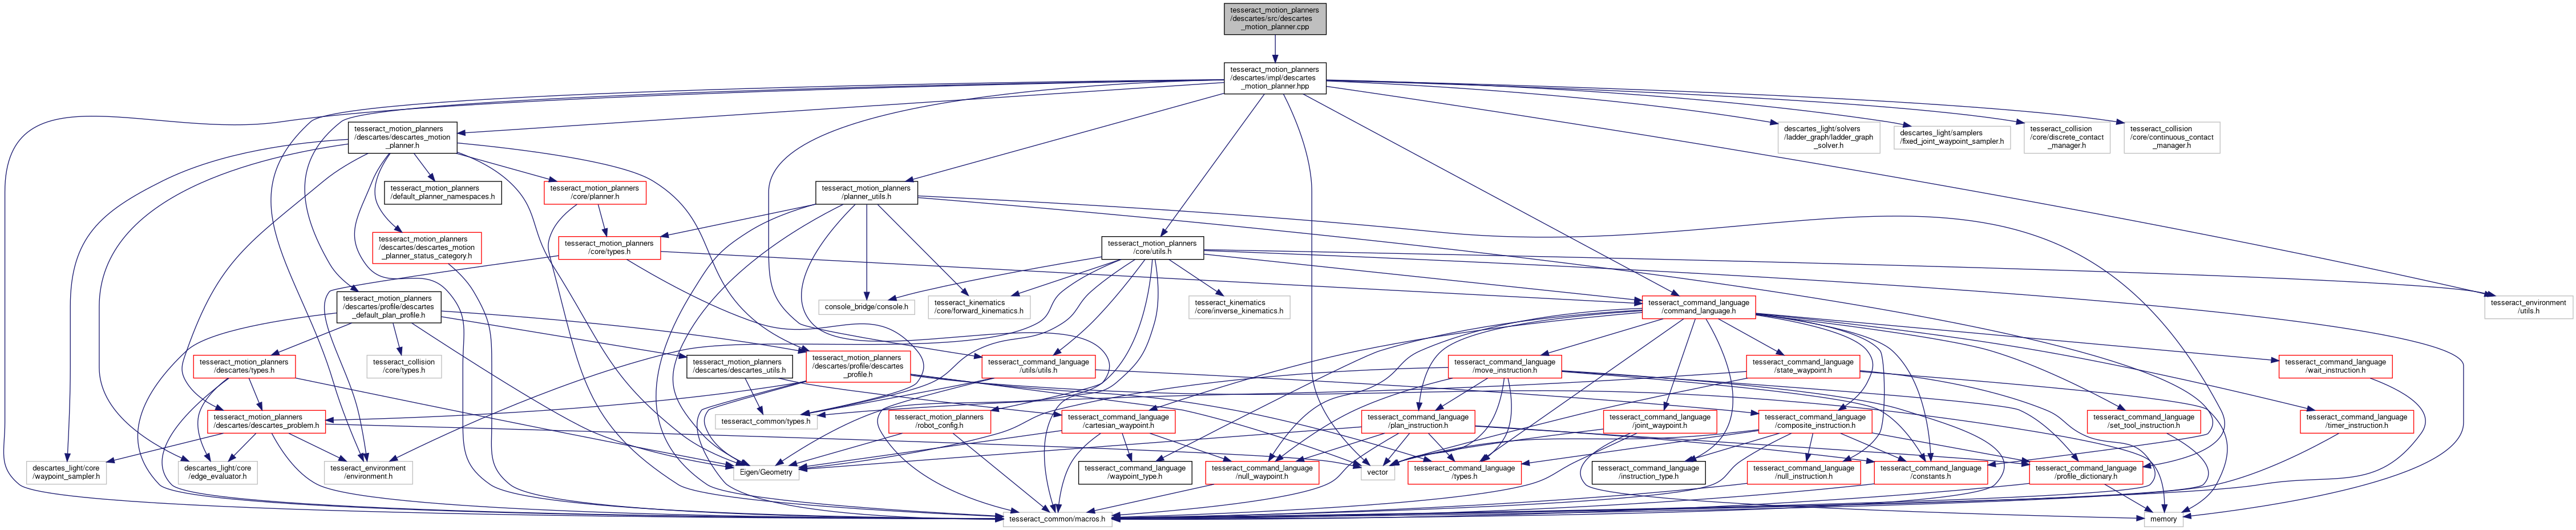 tesseract_motion_planners
/descartes/src/descartes
_motion_planner.cpp
tesseract_motion_planners
/descartes/impl/descartes
_motion_planner.hpp
tesseract_motion_planners
/descartes/descartes_motion
_planner.h
descartes_light/solvers
/ladder_graph/ladder_graph
_solver.h
descartes_light/samplers
/fixed_joint_waypoint_sampler.h
tesseract_collision
/core/discrete_contact
_manager.h
tesseract_collision
/core/continuous_contact
_manager.h
tesseract_motion_planners
/default_planner_namespaces.h
tesseract_motion_planners
/core/planner.h
tesseract_motion_planners
/planner_utils.h
tesseract_motion_planners
/descartes/descartes_motion
_planner_status_category.h
tesseract_motion_planners
/core/types.h
tesseract_motion_planners
/core/utils.h
tesseract_motion_planners
/descartes/profile/descartes
_default_plan_profile.h
console_bridge/console.h
tesseract_kinematics
/core/forward_kinematics.h
tesseract_kinematics
/core/inverse_kinematics.h
tesseract_command_language
/command_language.h
tesseract_environment
/utils.h
tesseract_motion_planners
/descartes/types.h
tesseract_collision
/core/types.h
tesseract_motion_planners
/descartes/descartes_utils.h
tesseract_motion_planners
/descartes/profile/descartes
_profile.h
tesseract_command_language
/utils/utils.h
tesseract_command_language
/move_instruction.h
tesseract_command_language
/state_waypoint.h
tesseract_command_language
/wait_instruction.h
tesseract_motion_planners
/descartes/descartes_problem.h
tesseract_common/types.h
tesseract_motion_planners
/robot_config.h
tesseract_command_language
/cartesian_waypoint.h
tesseract_command_language
/plan_instruction.h
tesseract_command_language
/joint_waypoint.h
tesseract_command_language
/composite_instruction.h
tesseract_command_language
/set_tool_instruction.h
tesseract_command_language
/timer_instruction.h
descartes_light/core
/waypoint_sampler.h
descartes_light/core
/edge_evaluator.h
tesseract_environment
/environment.h
Eigen/Geometry
tesseract_command_language
/waypoint_type.h
tesseract_command_language
/null_waypoint.h
vector
tesseract_command_language
/types.h
tesseract_command_language
/instruction_type.h
tesseract_command_language
/null_instruction.h
tesseract_command_language
/constants.h
tesseract_command_language
/profile_dictionary.h
tesseract_common/macros.h
memory